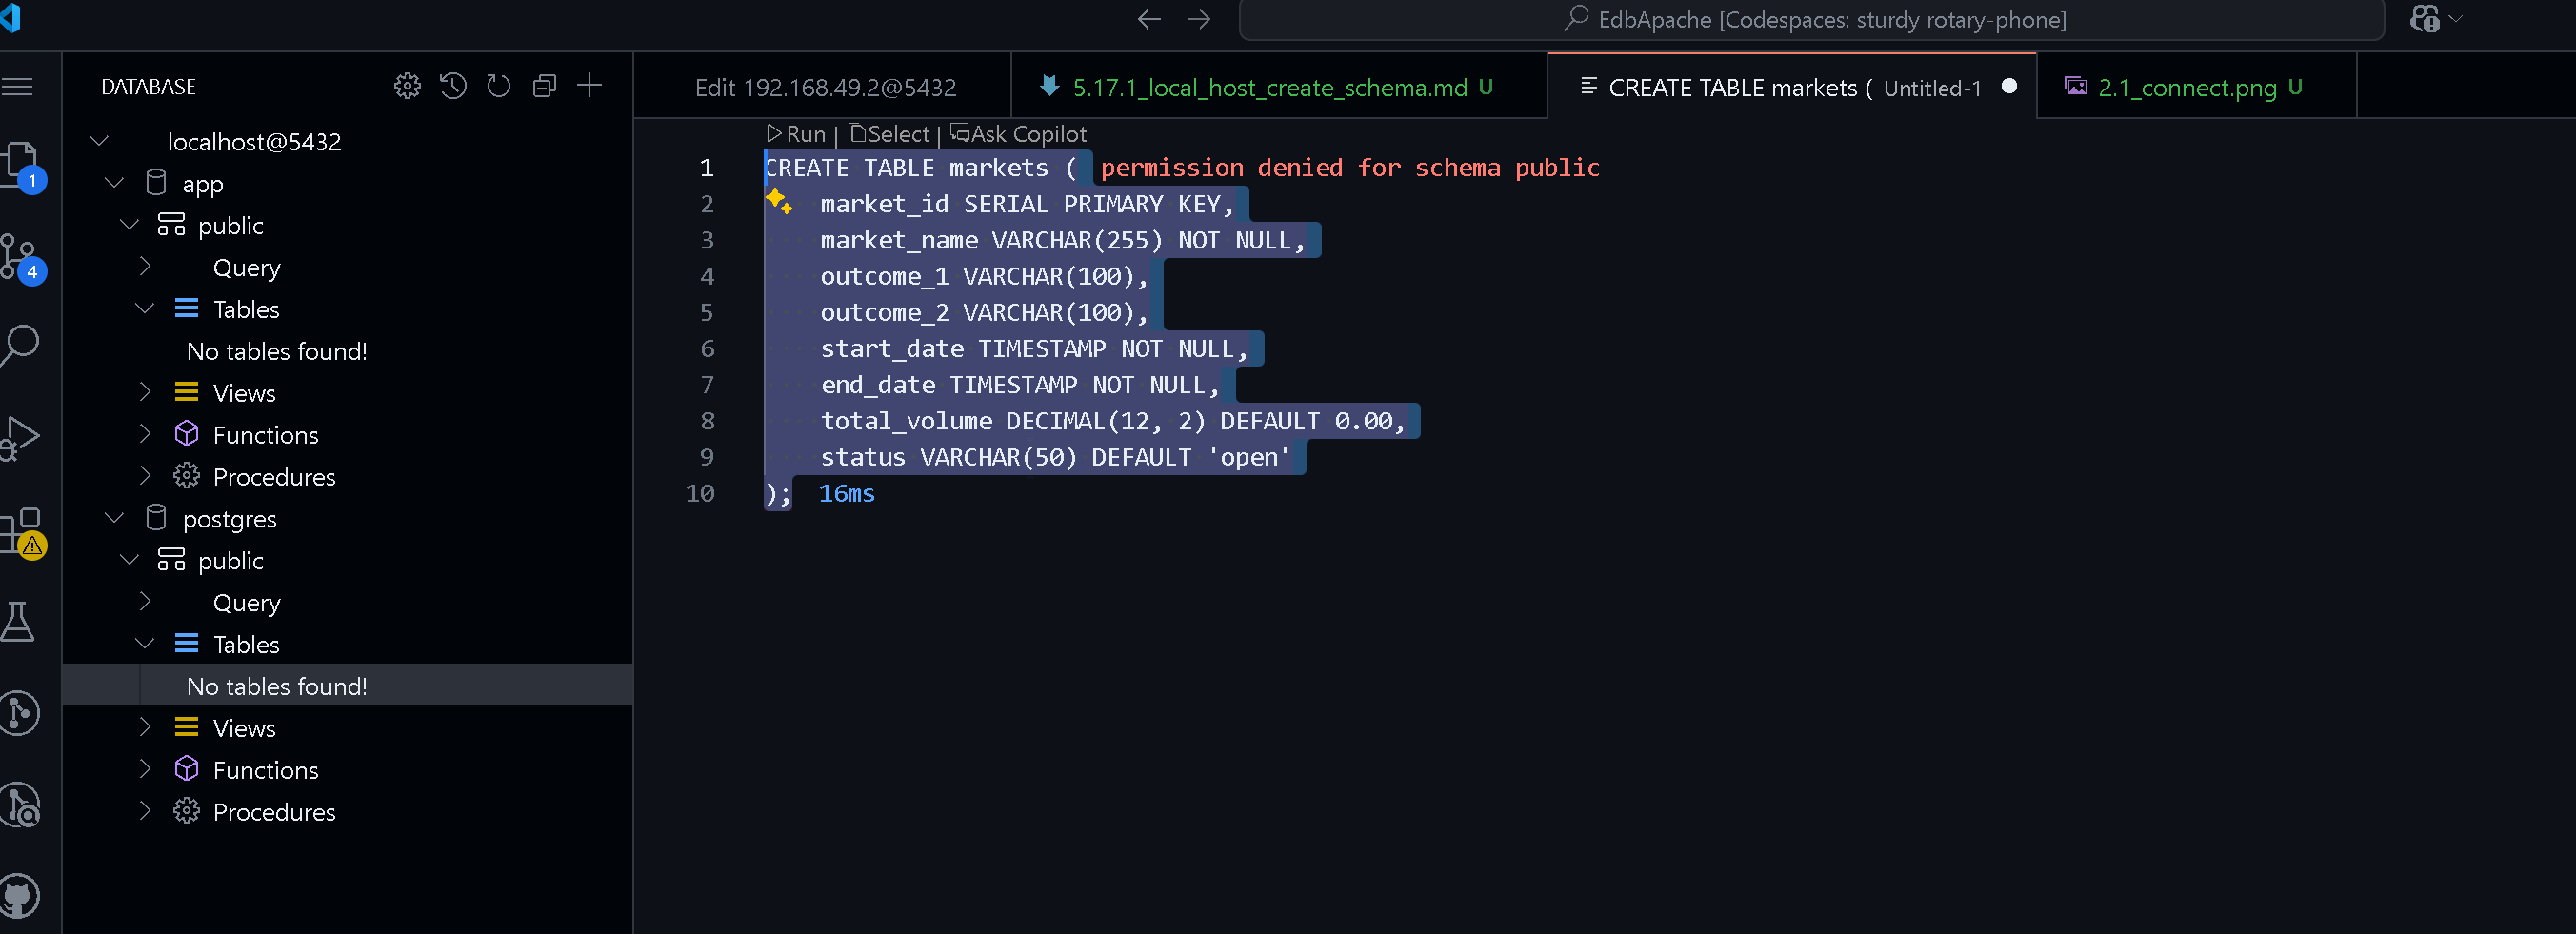 EdbApache [Codespaces: sturdy rotary-phone]
DATABASE
Edit 192.168.49.2@5432
5.17.1_local_host_create_schema.md U
CREATE TABLE markets ( Untitled-1
2.1_connect.png U
localhost@5432
app
public
Query
Tables
No tables found!
Views
Functions
Procedures
postgres
public
Query
Tables
No tables found!
Views
Functions
Procedures
1
4
Run | Select | Ask Copilot
1 CREATE TABLE markets ( permission denied for schema public
2 market_id SERIAL PRIMARY KEY,
3 market_name VARCHAR(255) NOT NULL,
4 outcome_1 VARCHAR(100),
5 outcome_2 VARCHAR(100),
6 start_date TIMESTAMP NOT NULL,
7 end_date TIMESTAMP NOT NULL,
8 total_volume DECIMAL(12, 2) DEFAULT 0.00,
9 status VARCHAR(50) DEFAULT 'open'
10 ); 16ms